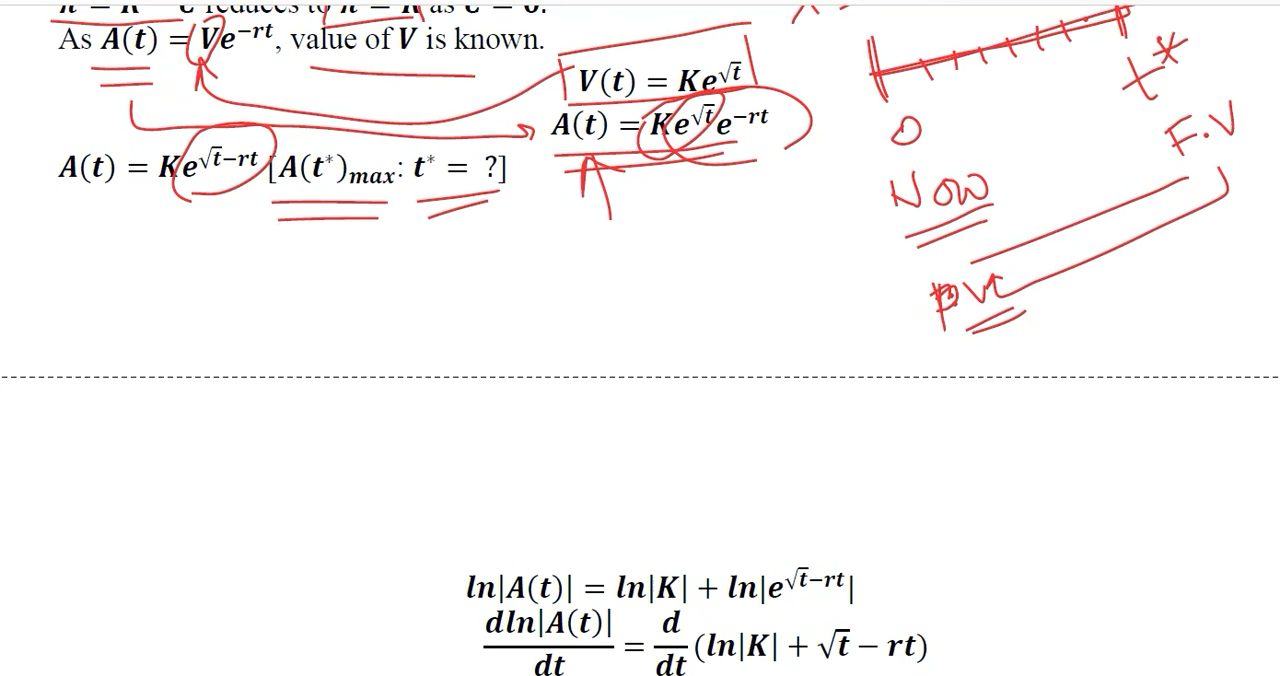 As A(t) = Ve^{-rt}, value of V is known.
V(t) = Ke^{√t}
A(t) = Ke^{√t}e^{-rt}
A(t) = Ke^{√t-rt} [A(t*)_{max}: t* = ?]
t*
0
F.V
NOW
PV
ln|A(t)| = ln|K| + ln|e^{√t-rt}|
dln|A(t)|/dt = d/dt (ln|K| + √t − rt)